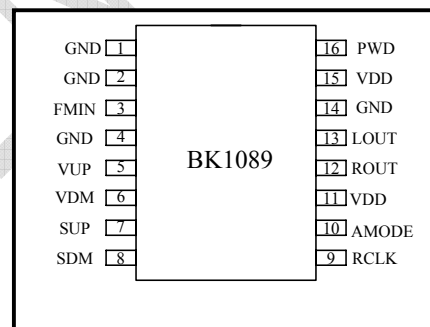 GND 1 16 PWD
GND 2 15 VDD
FMIN 3 14 GND
GND 4 13 LOUT
VUP 5 BK1089 12 ROUT
VDM 6 11 VDD
SUP 7 10 AMODE
SDM 8 9 RCLK